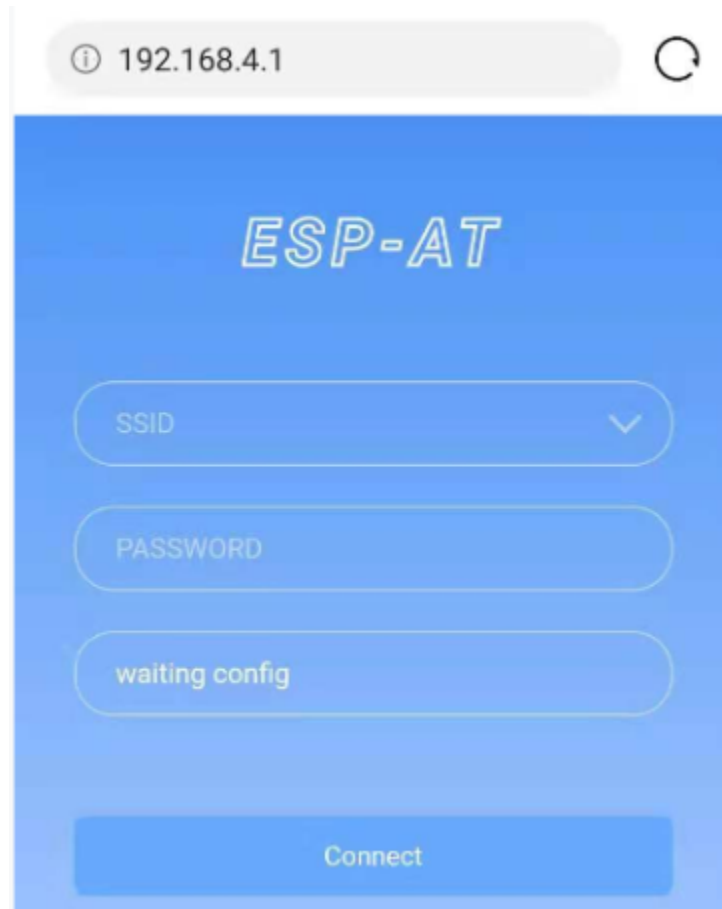 192.168.4.1
ESP-AT
SSID
PASSWORD
waiting config
Connect